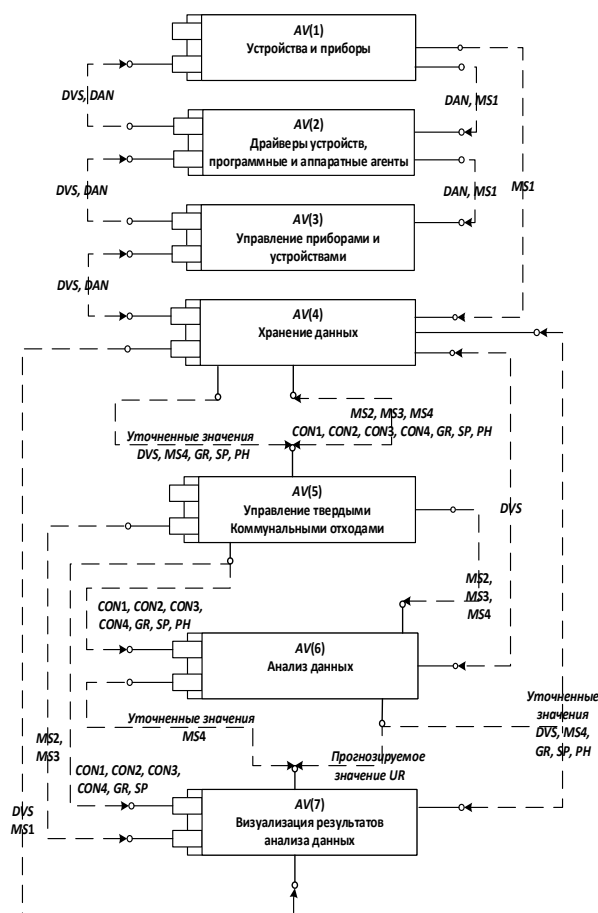 AV(1)
Устройства и приборы
DVS, DAN
DAN, MS1
AV(2)
Драйверы устройств,
программные и аппаратные агенты
MS1
DVS, DAN
DAN, MS1
AV(3)
Управление приборами и
устройствами
DVS, DAN
AV(4)
Хранение данных
MS2, MS3, MS4
CON1, CON2, CON3, CON4, GR, SP, PH
Уточненные значения
DVS, MS4, GR, SP, PH
DVS
AV(5)
Управление твердыми
Коммунальными отходами
MS2,
MS3,
MS4
CON1, CON2, CON3,
CON4, GR, SP, PH
AV(6)
Анализ данных
Уточненные значения
MS4
Уточненные
значения
DVS, MS4,
GR, SP, PH
MS2,
MS3
Прогнозируемое
значение UR
CON1, CON2, CON3,
CON4, GR, SP
DVS
MS1
AV(7)
Визуализация результатов
анализа данных